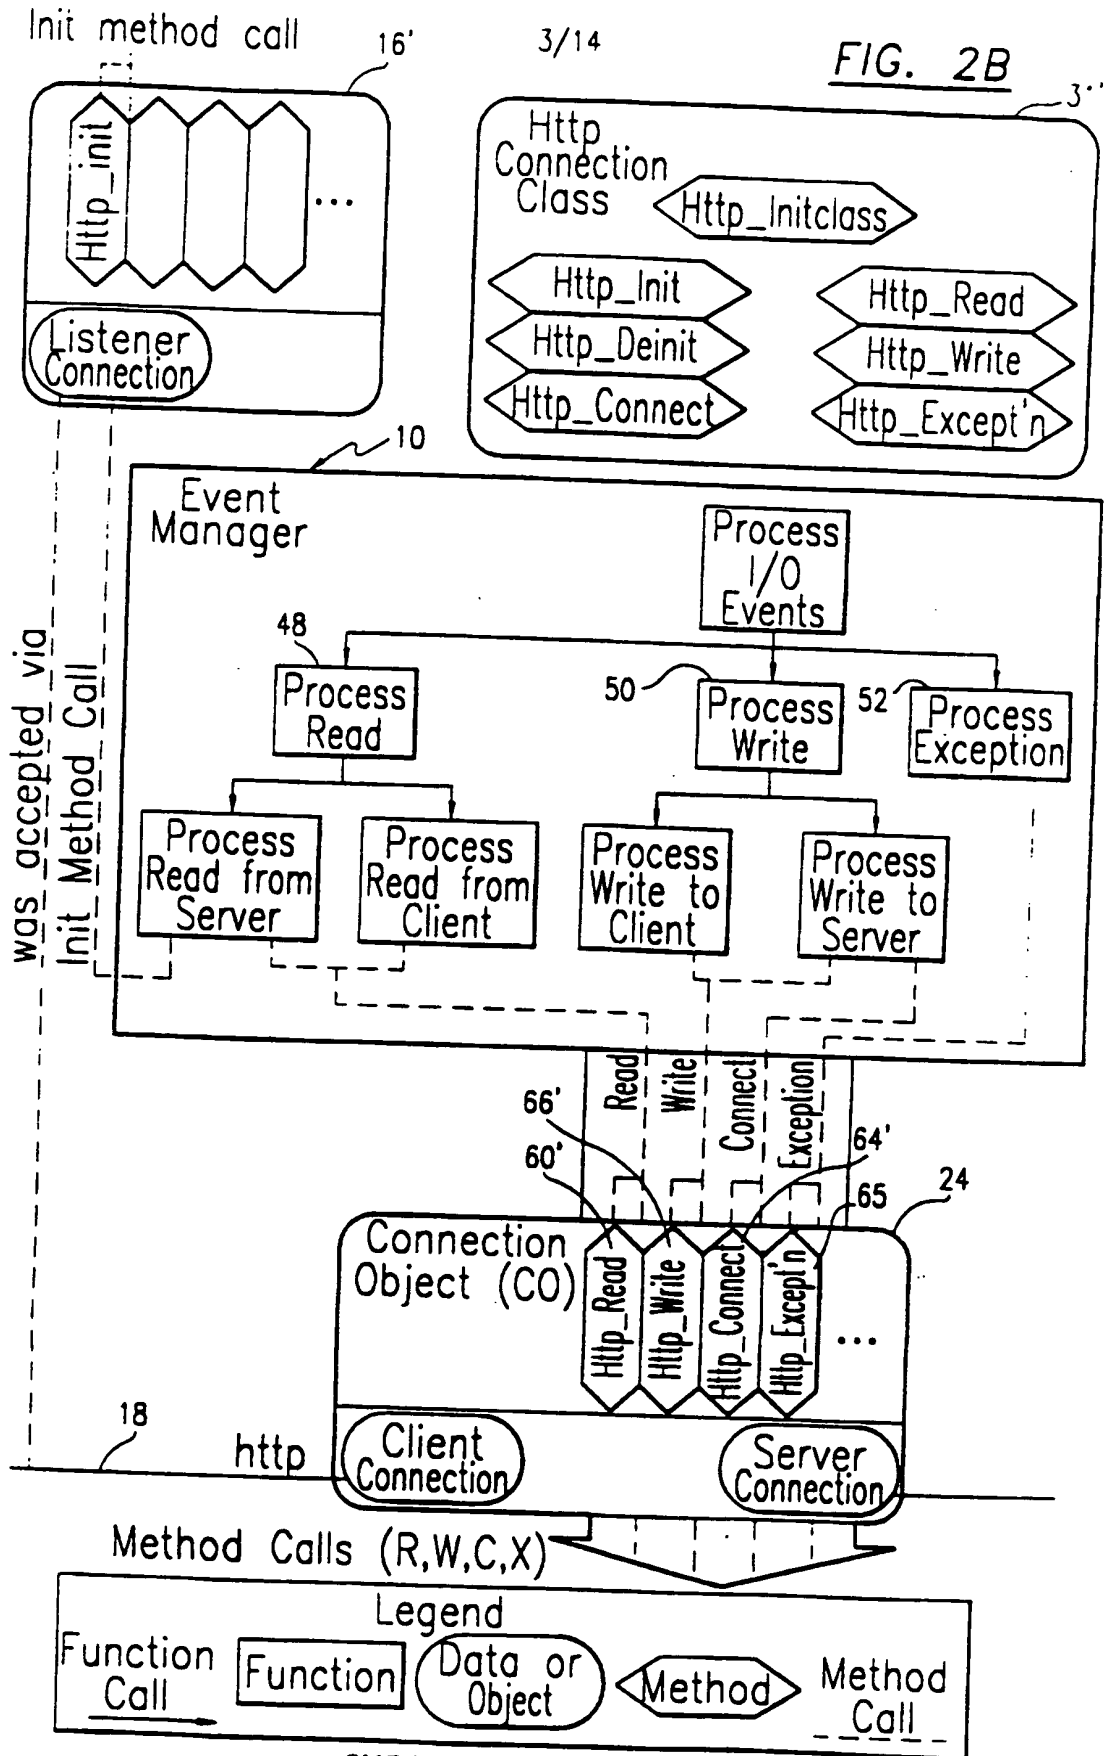 Init method call
16'
3/14
FIG. 2B
3''
Http_init
...
Listener
Connection
Http
Connection
Class
Http_Initclass
Http_Init
Http_Deinit
Http_Connect
Http_Read
Http_Write
Http_Except'n
10
Event
Manager
Process
I/O
Events
48
Process
Read
50
Process
Write
52
Process
Exception
Process
Read from
Server
Process
Read from
Client
Process
Write to
Client
Process
Write to
Server
was accepted via
Init Method Call
Read
Write
Connect
Exception
66'
60'
64'
65
24
Connection
Object (CO)
Http_Read
Http_Write
Http_Connect
Http_Except'n
...
18
http
Client
Connection
Server
Connection
Method Calls (R,W,C,X)
Legend
Function
Call
Function
Data or
Object
Method
Method
Call